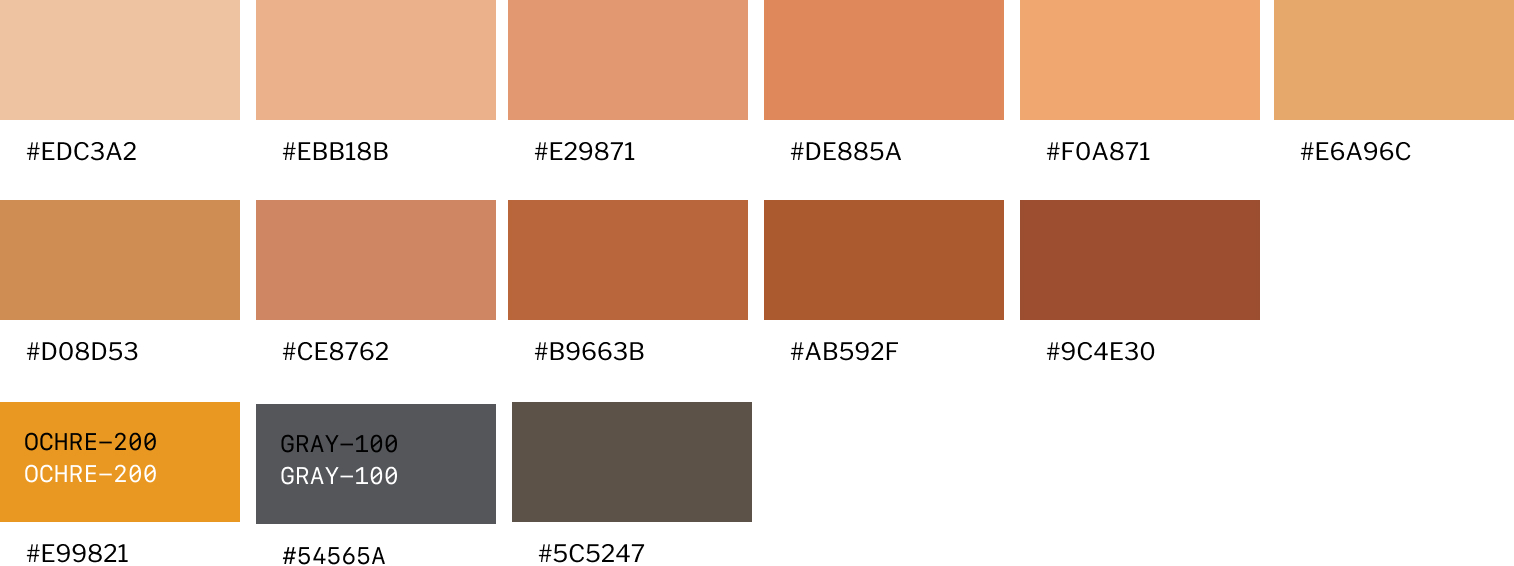 #EDC3A2
#EBB18B
#E29871
#DE885A
#F0A871
#E6A96C
#D08D53
#CE8762
#B9663B
#AB592F
#9C4E30
OCHRE–200
OCHRE–200
GRAY–100
GRAY–100
#E99821
#54565A
#5C5247